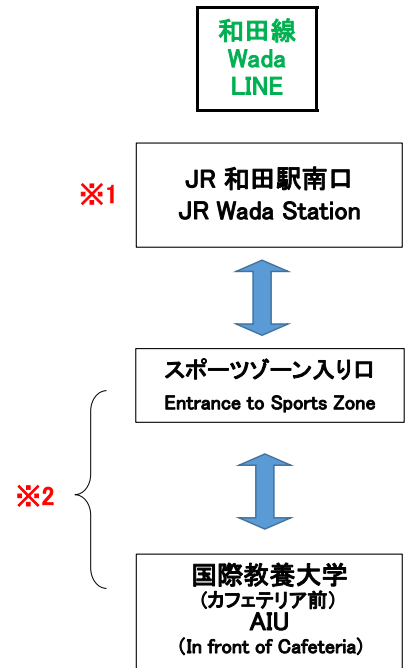 和田線
Wada
LINE
※1
JR 和田駅南口
JR Wada Station
スポーツゾーン入り口
Entrance to Sports Zone
※2
国際教養大学
(カフェテリア前)
AIU
(In front of Cafeteria)